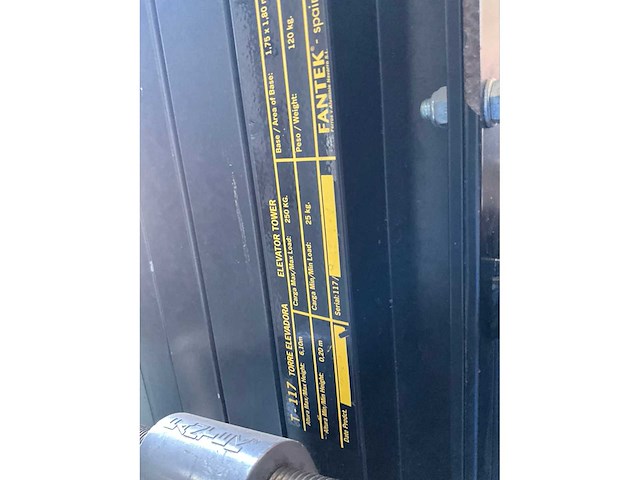 T-117 TORRE ELEVADORA ELEVATOR TOWER
Altura Max/Max Height: 6,10m
Carga Max/Max Load: 250 KG.
Base / Area of Base: 1,75 x 1,80 m
Altura Min/Min Height: 0,20 m
Carga Min/Min Load: 25 kg.
Peso / Weight: 120 kg.
Date Product.
Serial:117/
FANTEK® - spain